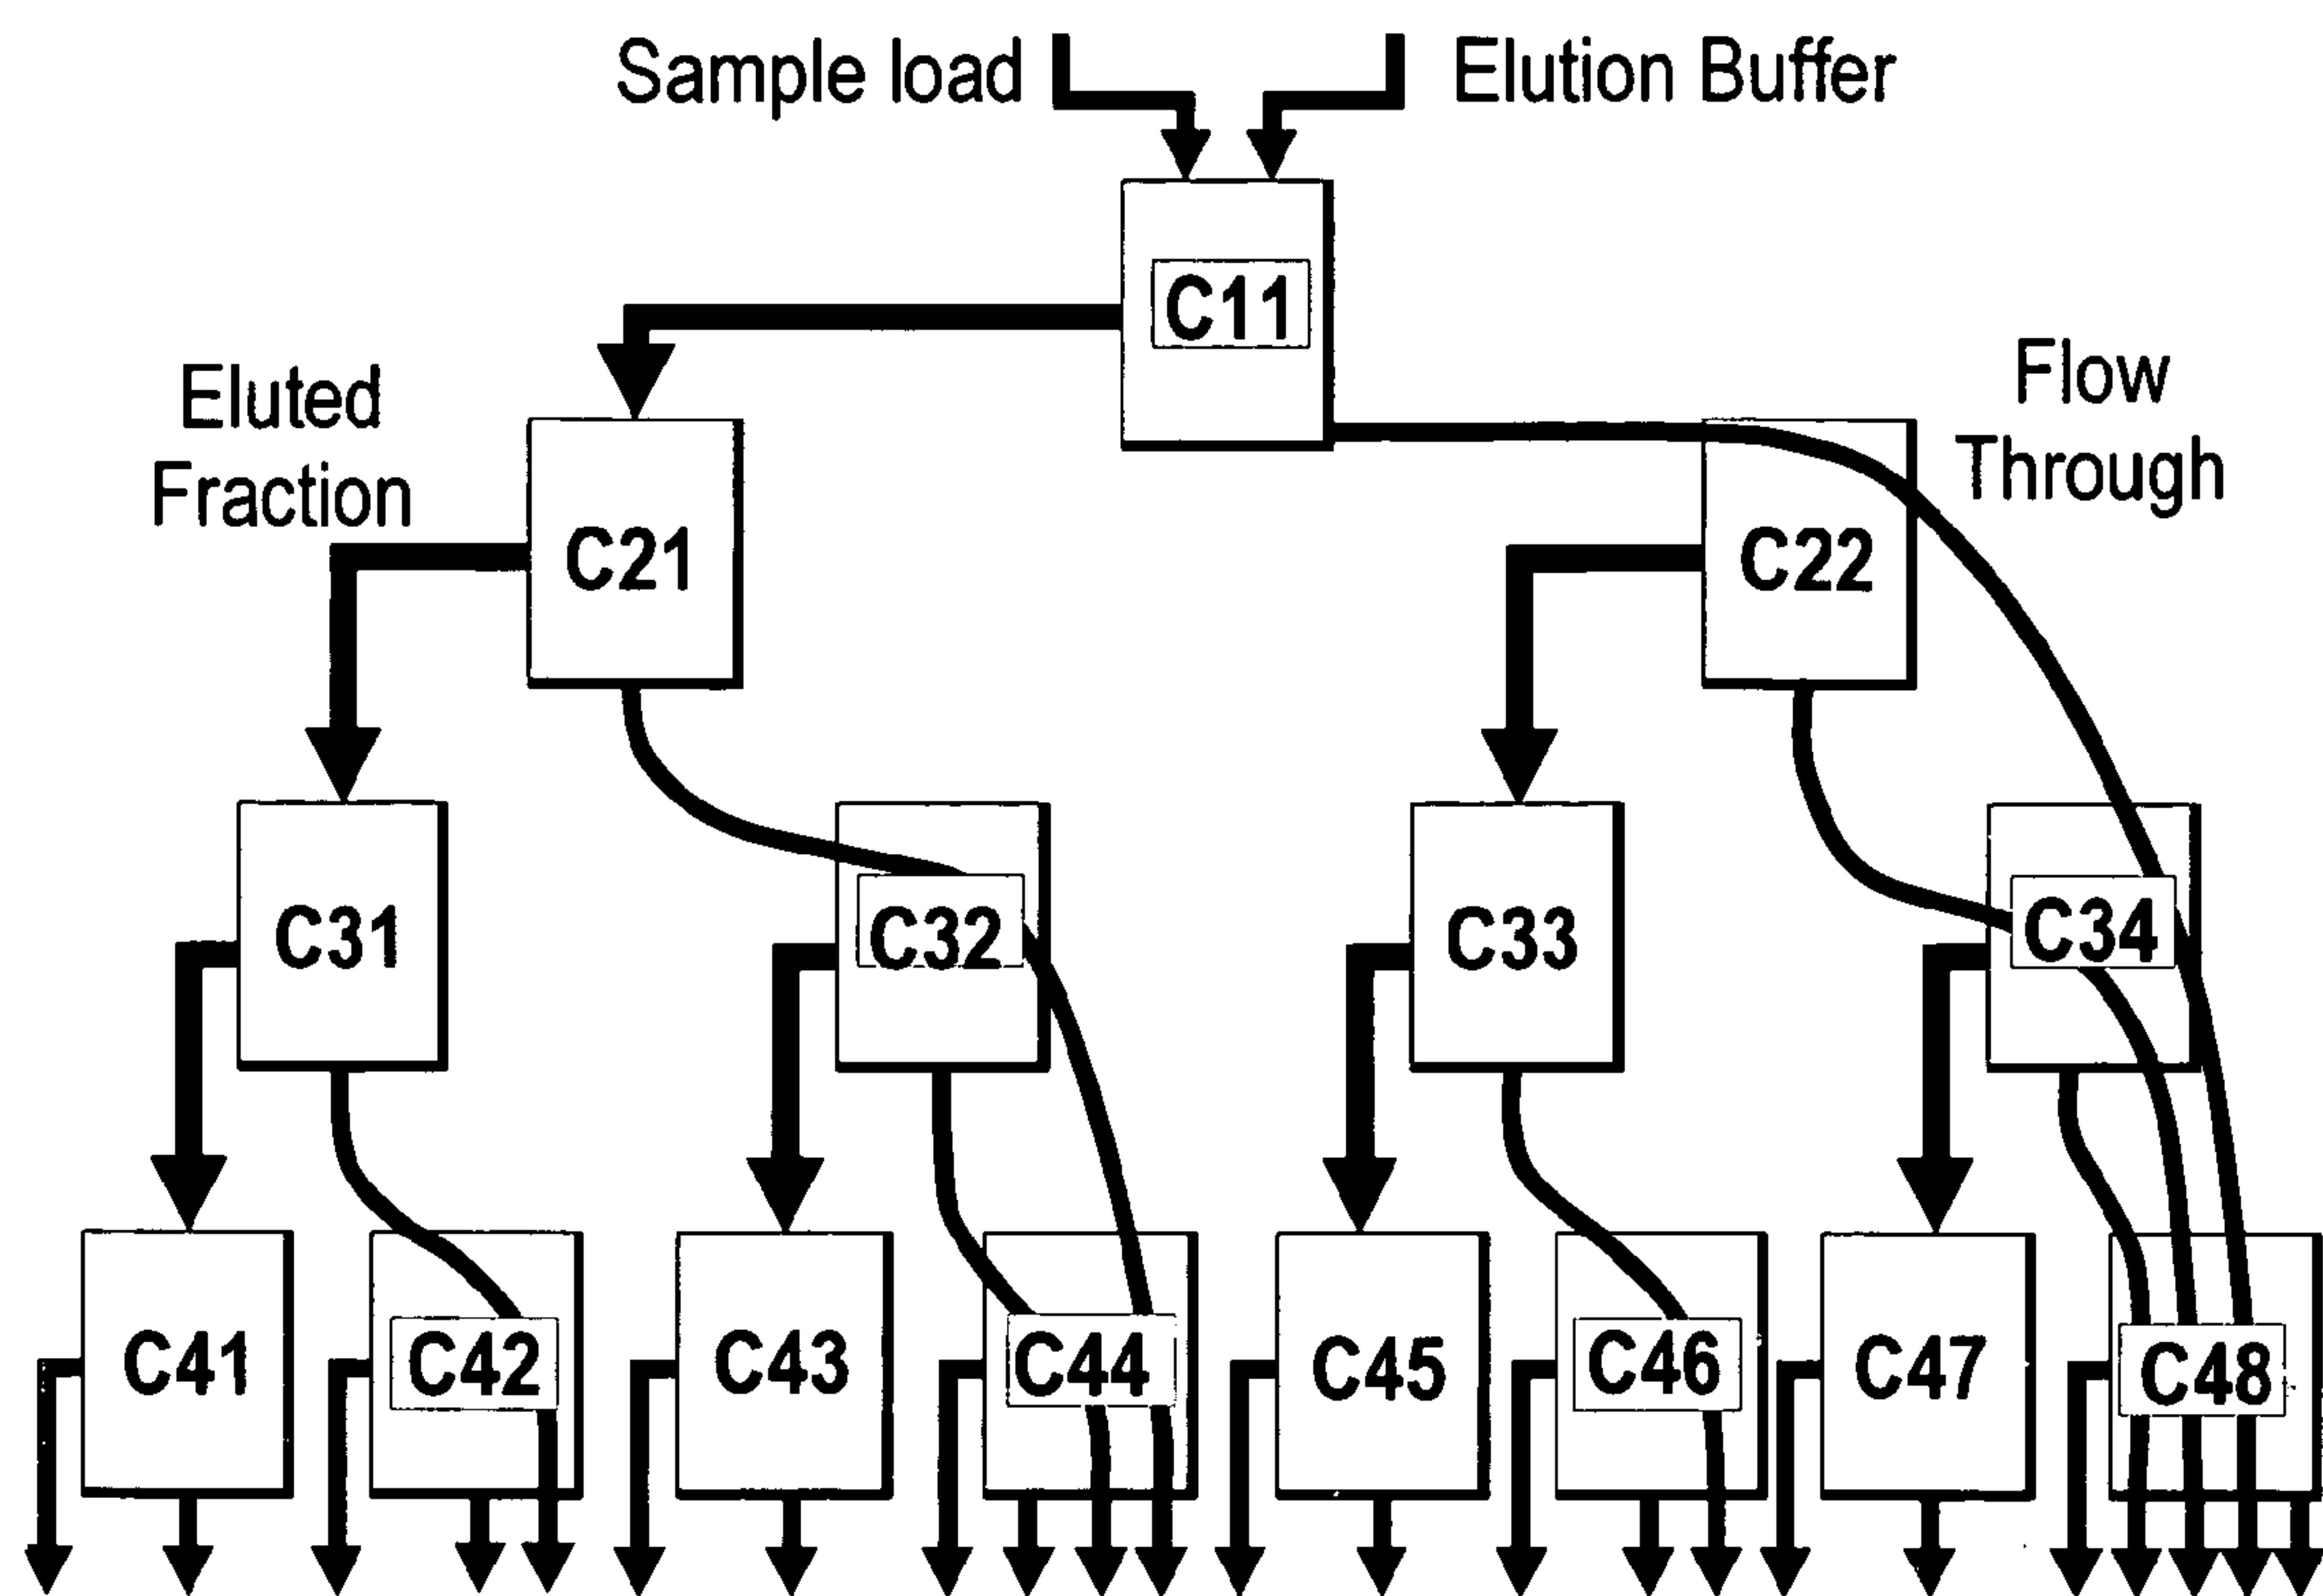 Sample load
Elution Buffer
C11
Eluted
Fraction
Flow
Through
C21
C22
C31
C32
C33
C34
C41
C42
C43
C44
C45
C46
C47
C48